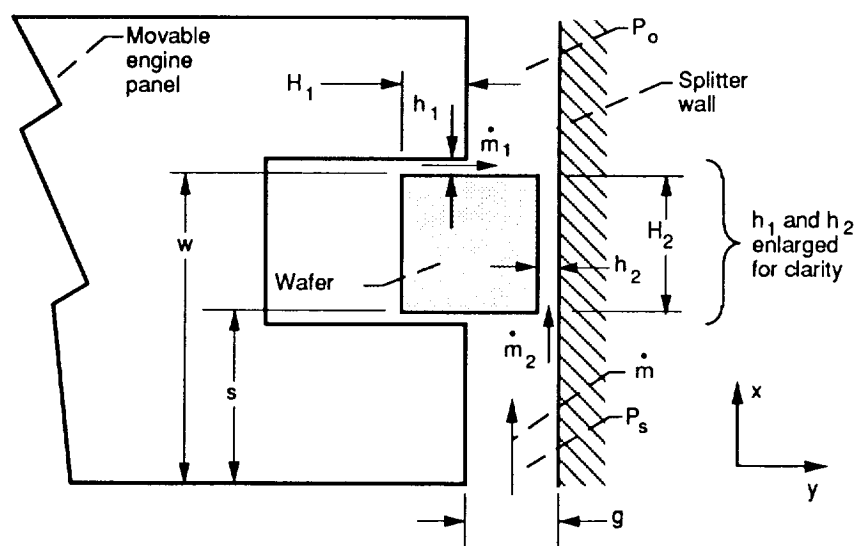 Movable
engine
panel
H1
h1
ṁ1
Po
Splitter
wall
w
Wafer
H2
h2
h1 and h2
enlarged
for clarity
s
ṁ2
ṁ
Ps
x
y
g